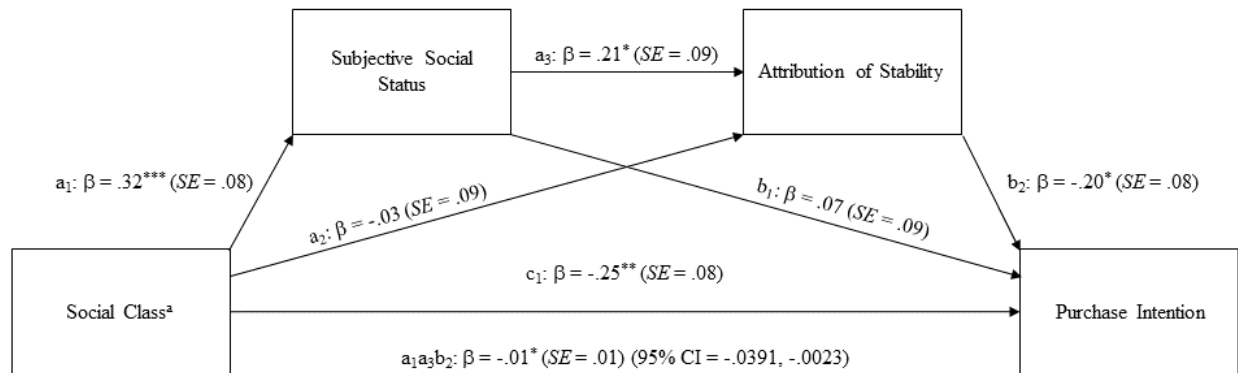 Subjective Social
Status
a₃: β = .21* (SE = .09)
Attribution of Stability
a₁: β = .32*** (SE = .08)
a₂: β = -.03 (SE = .09)
b₁: β = .07 (SE = .09)
b₂: β = -.20* (SE = .08)
Social Classᵃ
c₁: β = -.25** (SE = .08)
Purchase Intention
a₁a₃b₂: β = -.01* (SE = .01) (95% CI = -.0391, -.0023)